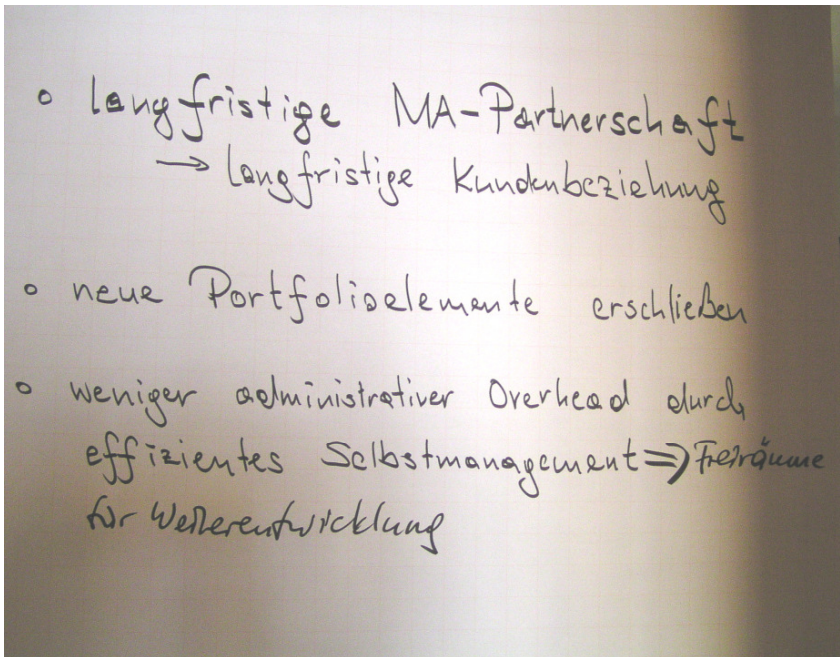 ° langfristige MA-Partnerschaft
→ langfristige Kundenbeziehung
° neue Portfolioelemente erschließen
° weniger administrativer Overhead durch
effizientes Selbstmanagement ⇒ Freiräume
für Weiterentwicklung